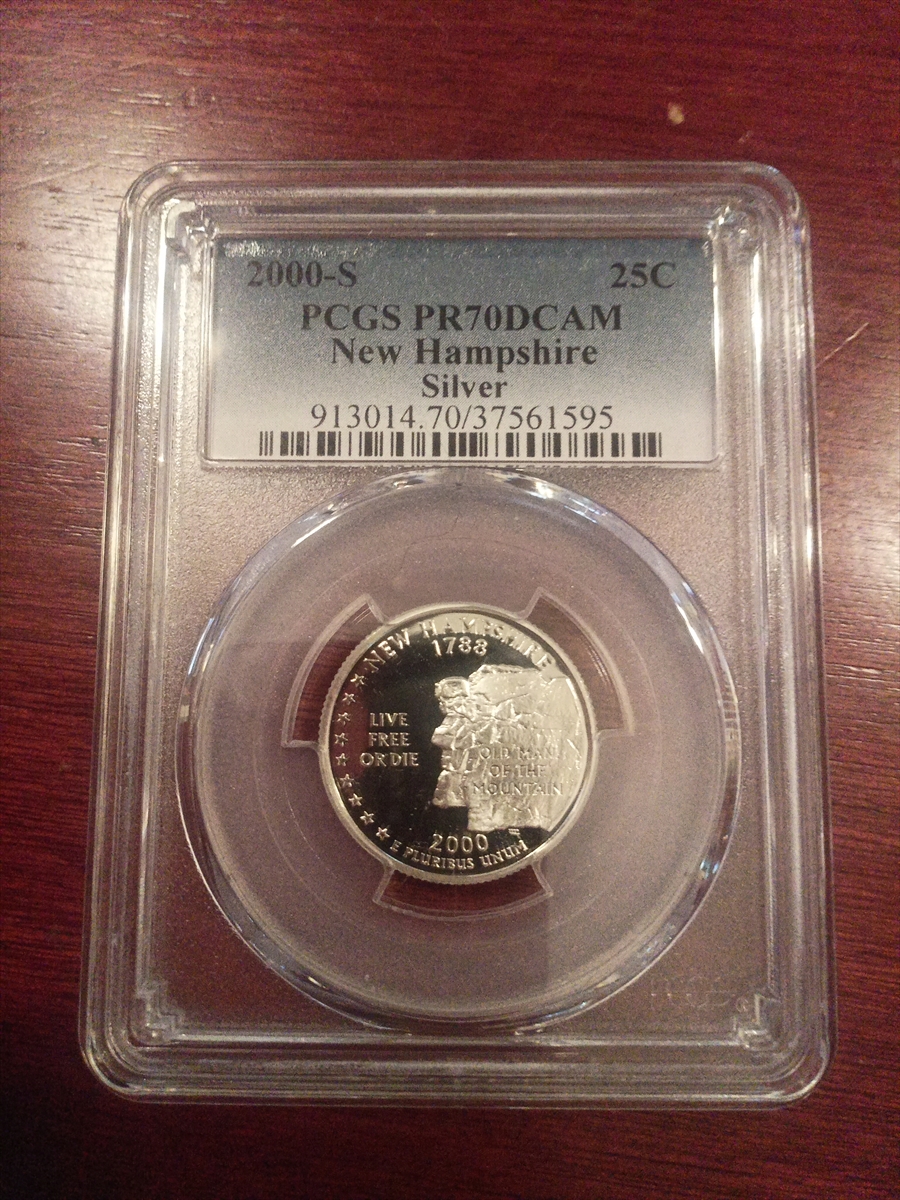 2000-S 25C
PCGS PR70DCAM
New Hampshire
Silver
913014.70/37561595
NEW HAMPSHIRE
1788
LIVE
FREE
OR DIE
OLD MAN
OF THE
MOUNTAIN
2000
E PLURIBUS UNUM